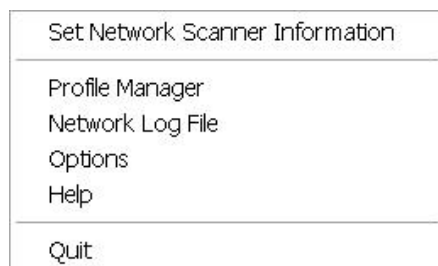 Set Network Scanner Information
Profile Manager
Network Log File
Options
Help
Quit